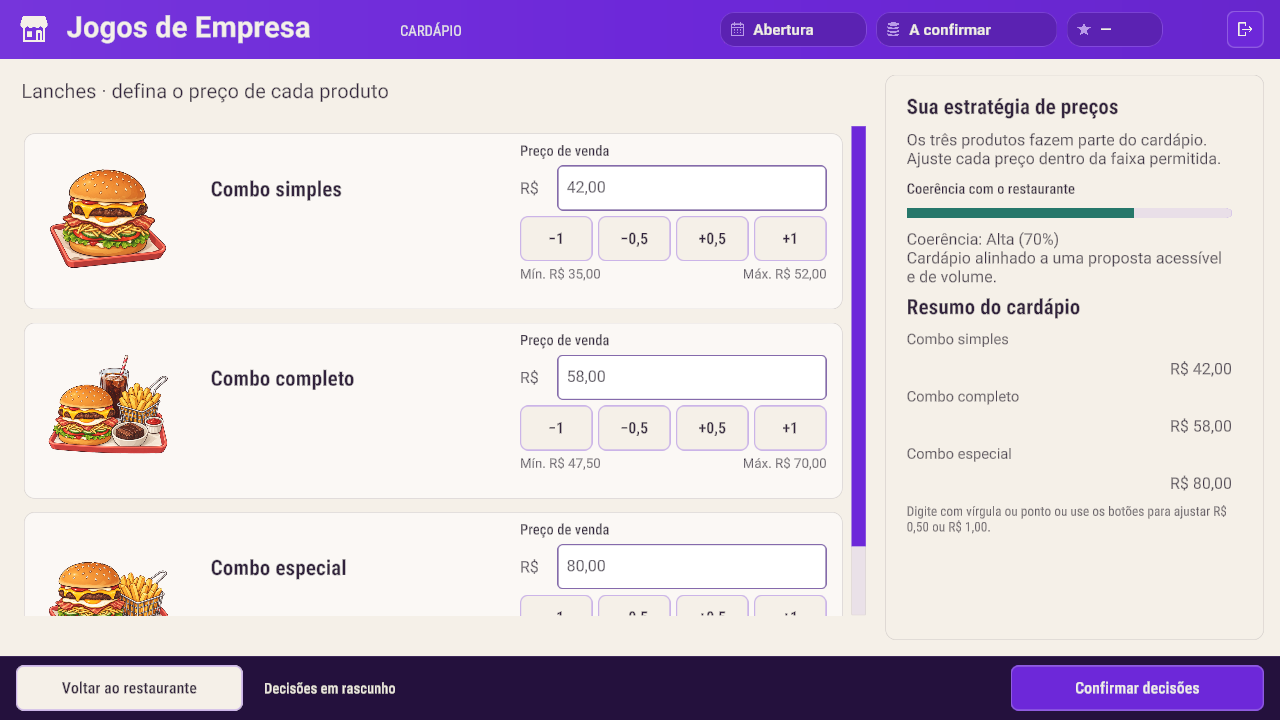 Jogos de Empresa
CARDÁPIO
Abertura
A confirmar
–
Lanches · defina o preço de cada produto
Combo simples
Preço de venda
R$ 42,00
−1 −0,5 +0,5 +1
Mín. R$ 35,00 Máx. R$ 52,00
Combo completo
Preço de venda
R$ 58,00
−1 −0,5 +0,5 +1
Mín. R$ 47,50 Máx. R$ 70,00
Combo especial
Preço de venda
R$ 80,00
−1 −0,5 +0,5 +1
Sua estratégia de preços
Os três produtos fazem parte do cardápio.
Ajuste cada preço dentro da faixa permitida.
Coerência com o restaurante
Coerência: Alta (70%)
Cardápio alinhado a uma proposta acessível
e de volume.
Resumo do cardápio
Combo simples
R$ 42,00
Combo completo
R$ 58,00
Combo especial
R$ 80,00
Digite com vírgula ou ponto ou use os botões para ajustar R$
0,50 ou R$ 1,00.
Voltar ao restaurante
Decisões em rascunho
Confirmar decisões